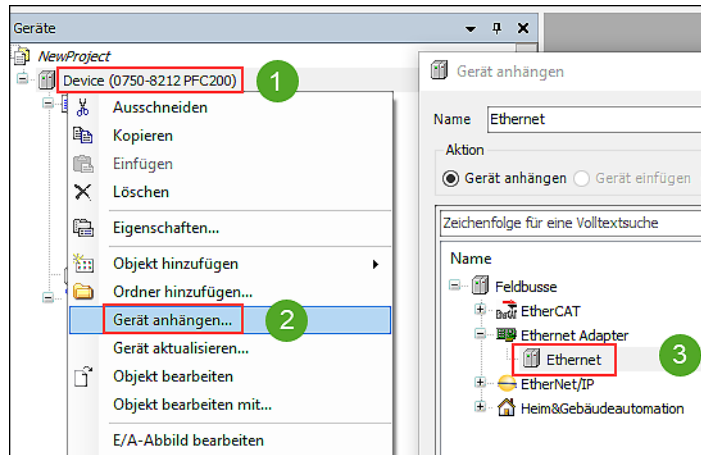 Geräte
NewProject
Device (0750-8212 PFC200)
1
Ausschneiden
Kopieren
Einfügen
Löschen
Eigenschaften...
Objekt hinzufügen
Ordner hinzufügen...
Gerät anhängen...
2
Gerät aktualisieren...
Objekt bearbeiten
Objekt bearbeiten mit...
E/A-Abbild bearbeiten
Gerät anhängen
Name Ethernet
Aktion
Gerät anhängen Gerät einfügen
Zeichenfolge für eine Volltextsuche
Name
Feldbusse
EtherCAT
Ethernet Adapter
Ethernet
3
EtherNet/IP
Heim&Gebäudeautomation